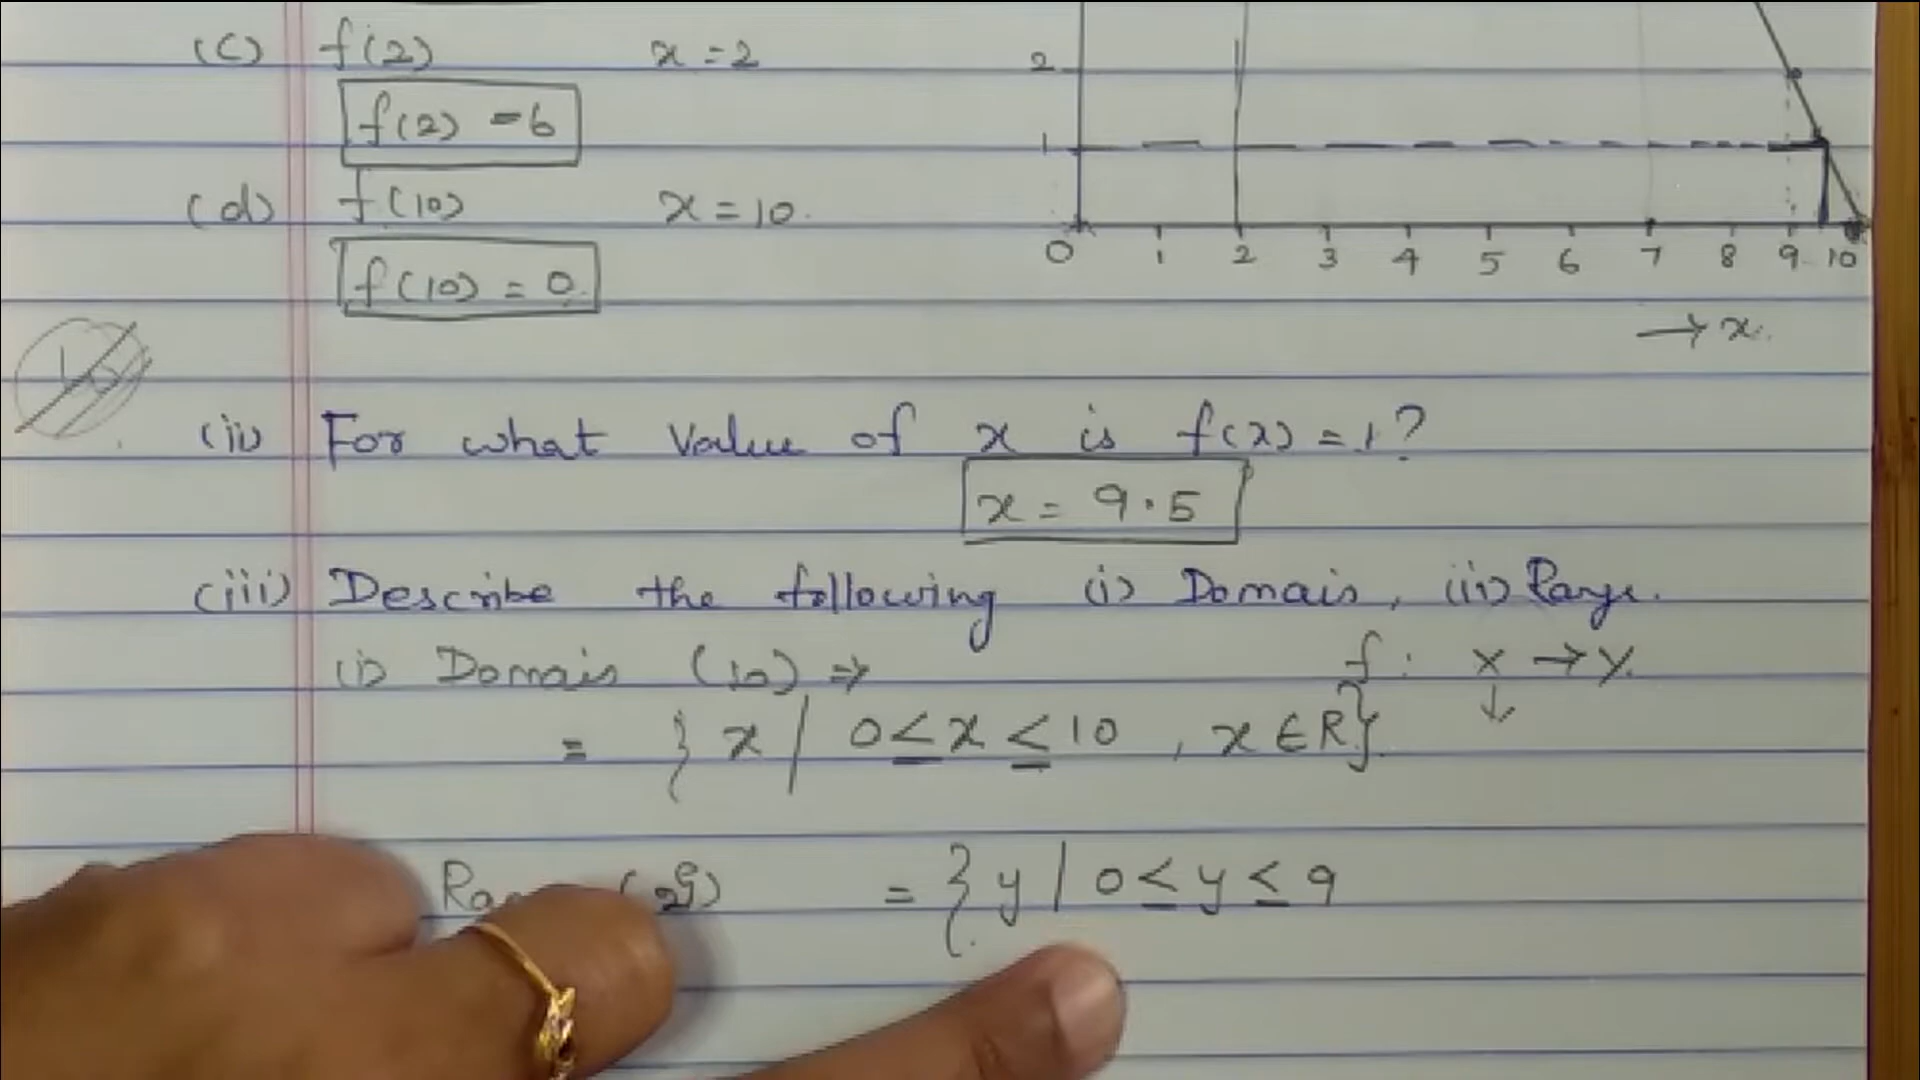 (c) f(2) x = 2
f(2) = 6
(d) f(10) x = 10.
f(10) = 0.
2
1
0 1 2 3 4 5 6 7 8 9 10
→ x.
(ii) For what value of x is f(x) = 1 ?
x = 9.5
(iii) Describe the following (i) Domain, (ii) Range.
(i) Domain ⇒
f : X → Y.
↓
= { x / 0 ≤ x ≤ 10 , x ∈ R}.
= { y / 0 ≤ y ≤ 9